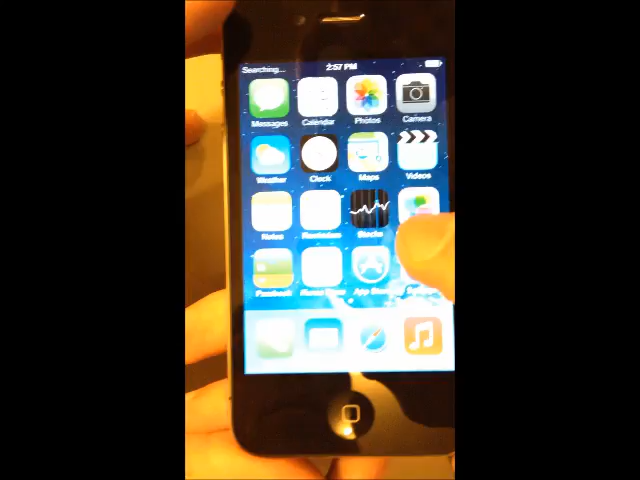 Searching... 2:57 PM
Messages Calendar Photos Camera
Weather Clock Maps Videos
Notes Reminders Stocks
Passbook App Store